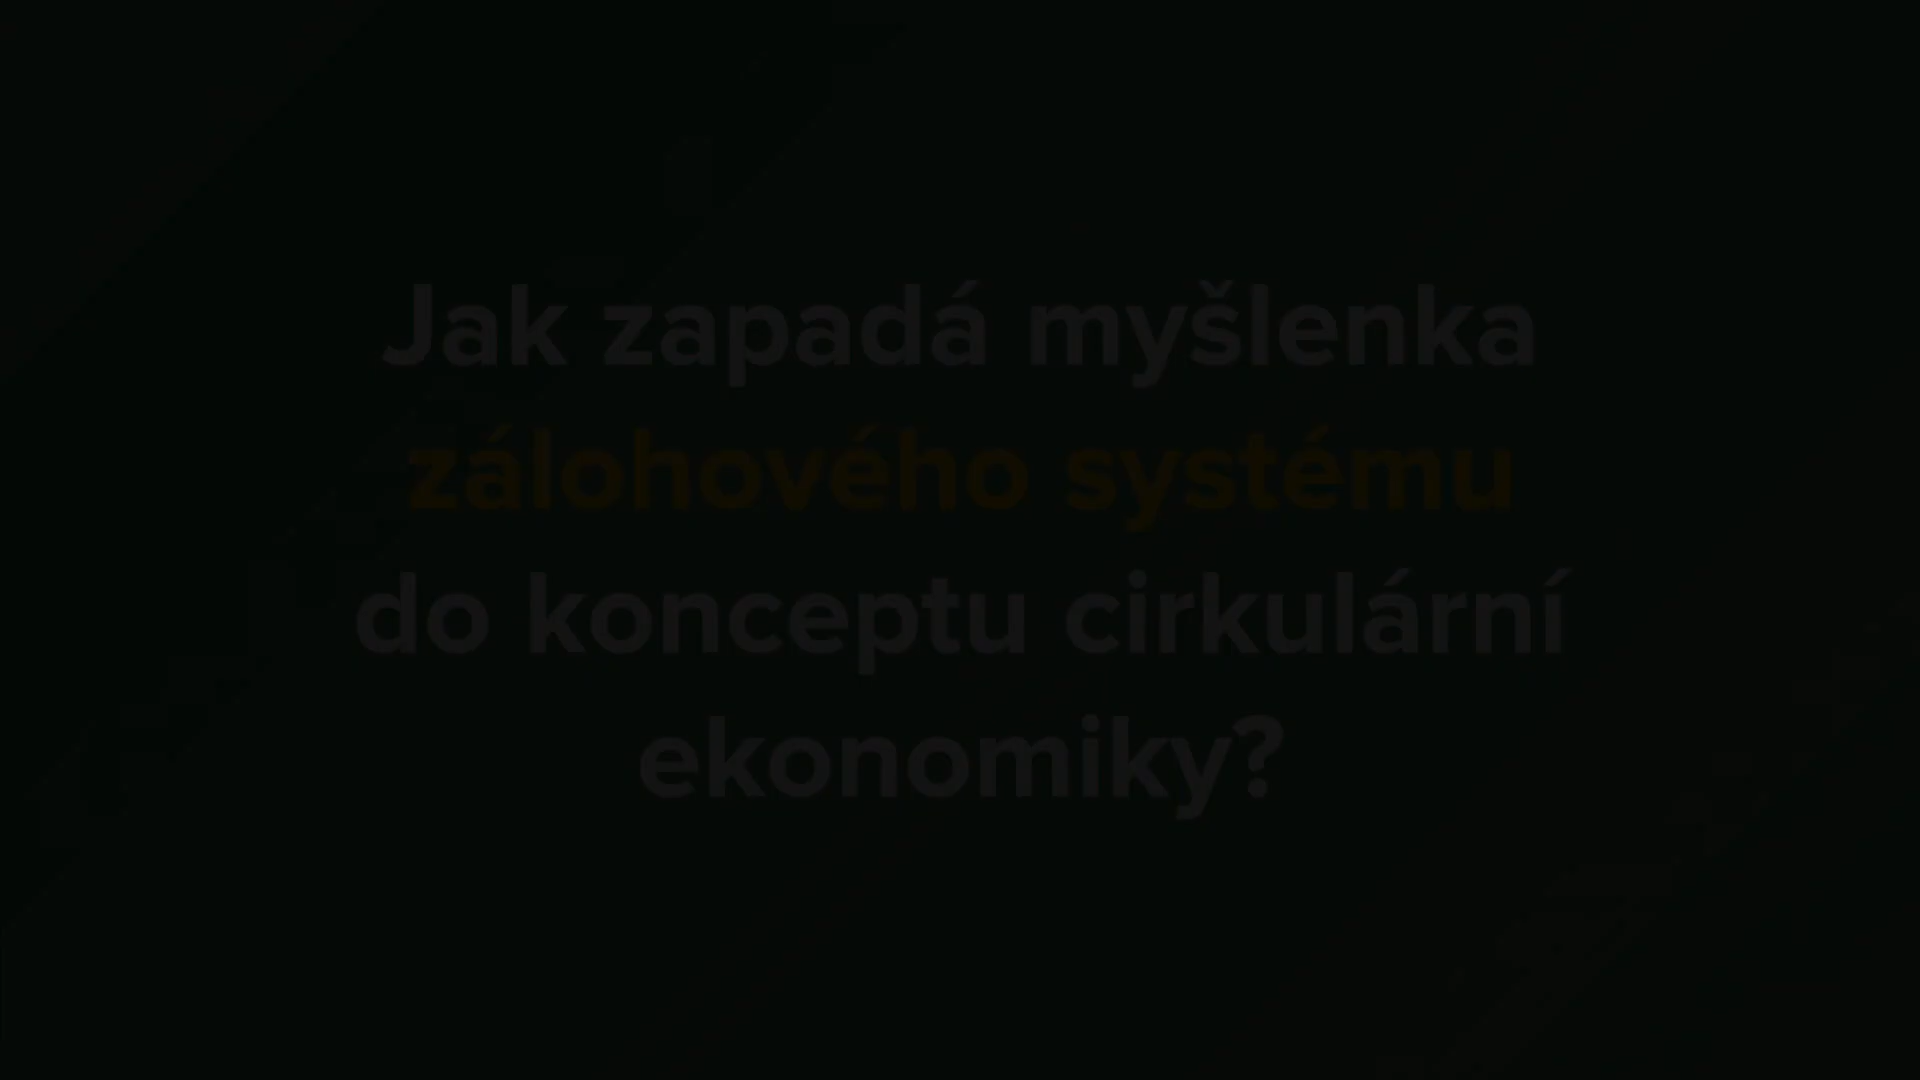 Jak zapadá myšlenka
zálohového systému
do konceptu cirkulární
ekonomiky?